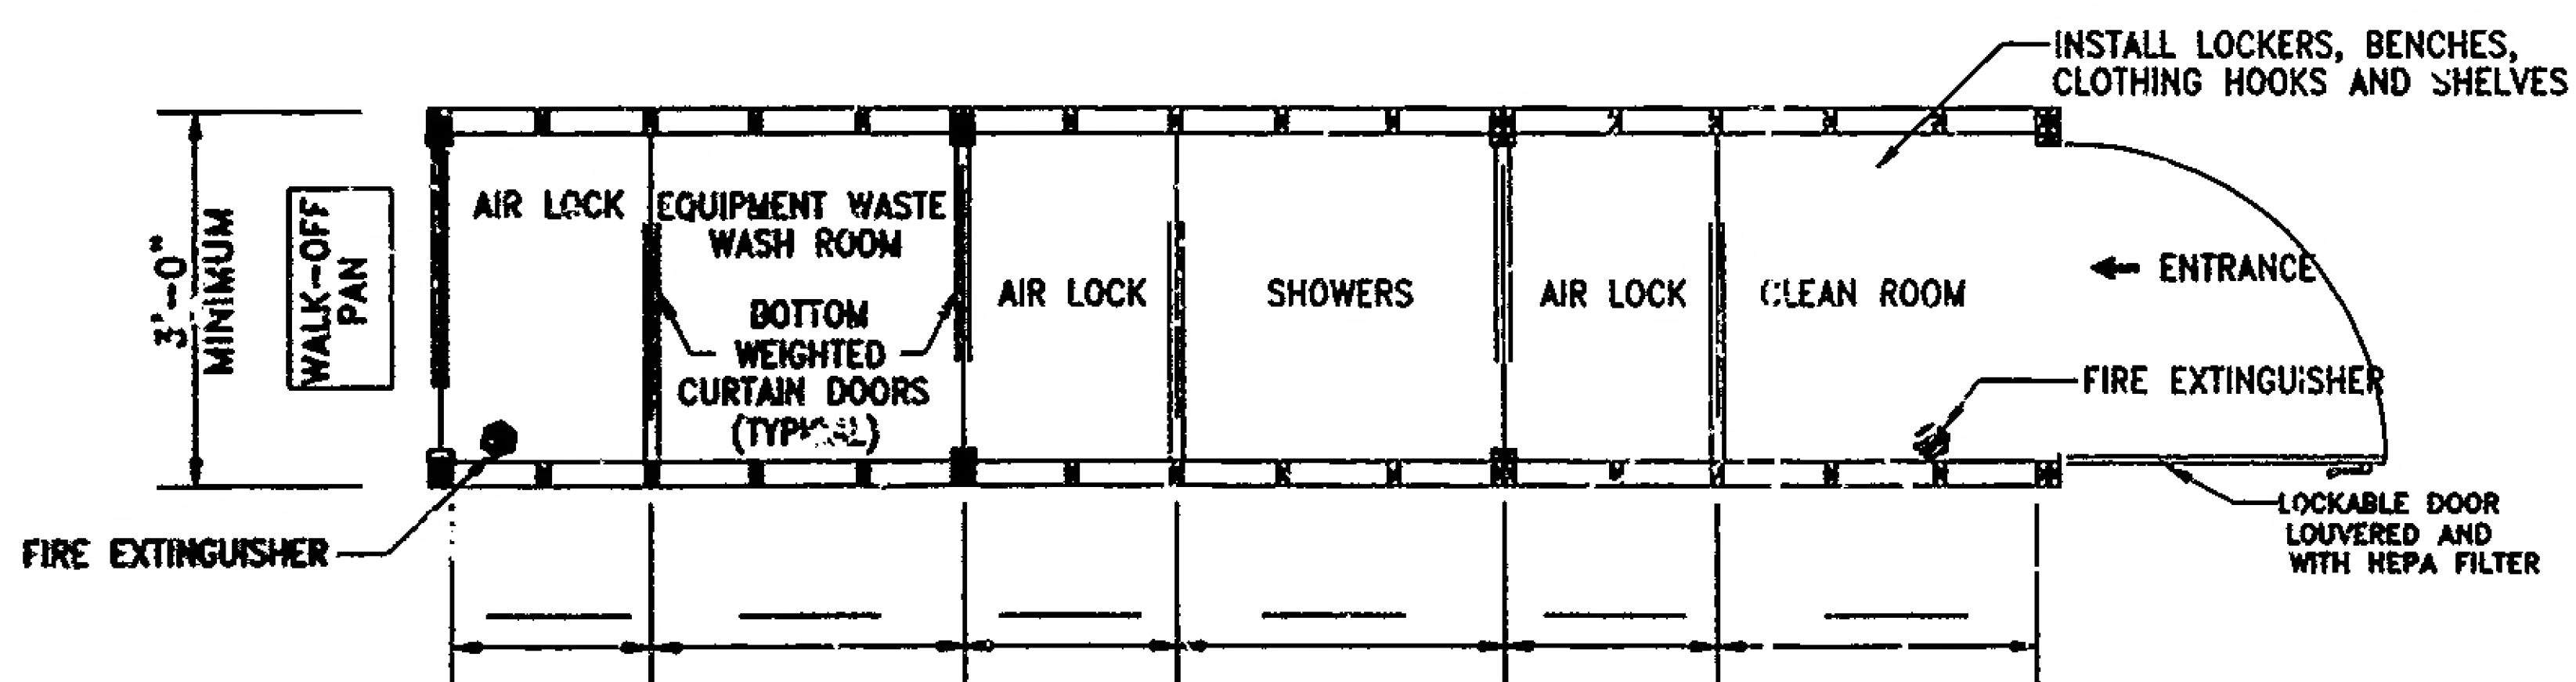 INSTALL LOCKERS, BENCHES,
CLOTHING HOOKS AND SHELVES
3'-0"
MINIMUM
WALK-OFF
PAN
AIR LOCK
EQUIPMENT WASTE
WASH ROOM
BOTTOM
WEIGHTED
CURTAIN DOORS
(TYPICAL)
AIR LOCK
SHOWERS
AIR LOCK
CLEAN ROOM
ENTRANCE
FIRE EXTINGUISHER
LOCKABLE DOOR
LOUVERED AND
WITH HEPA FILTER
FIRE EXTINGUISHER